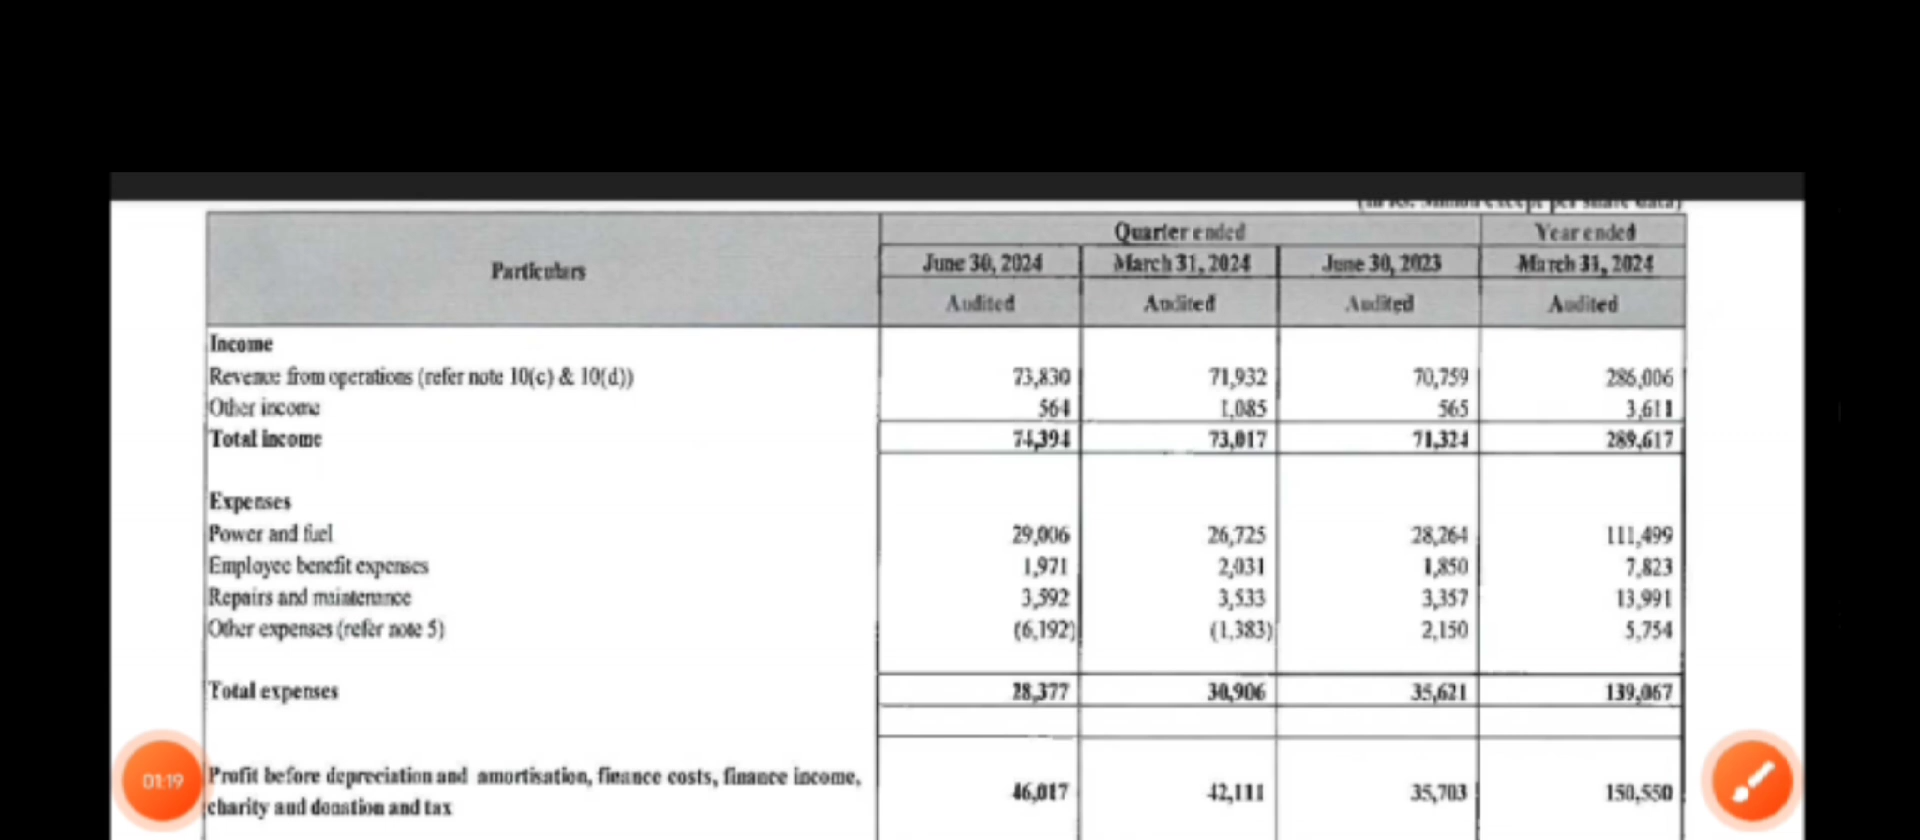 (in Rs. Million except per share data)
Quarter ended Year ended
Particulars June 30, 2024 March 31, 2024 June 30, 2023 March 31, 2024
Audited Audited Audited Audited
Income
Revenue from operations (refer note 10(c) & 10(d)) 73,830 71,932 70,759 286,006
Other income 564 1,085 565 3,611
Total income 74,394 73,017 71,324 289,617
Expenses
Power and fuel 29,006 26,725 28,264 111,499
Employee benefit expenses 1,971 2,031 1,850 7,823
Repairs and maintenance 3,592 3,533 3,357 13,991
Other expenses (refer note 5) (6,192) (1,383) 2,150 5,754
Total expenses 28,377 30,906 35,621 139,067
Profit before depreciation and amortisation, finance costs, finance income,
charity and donation and tax 46,017 42,111 35,703 150,550
01:19